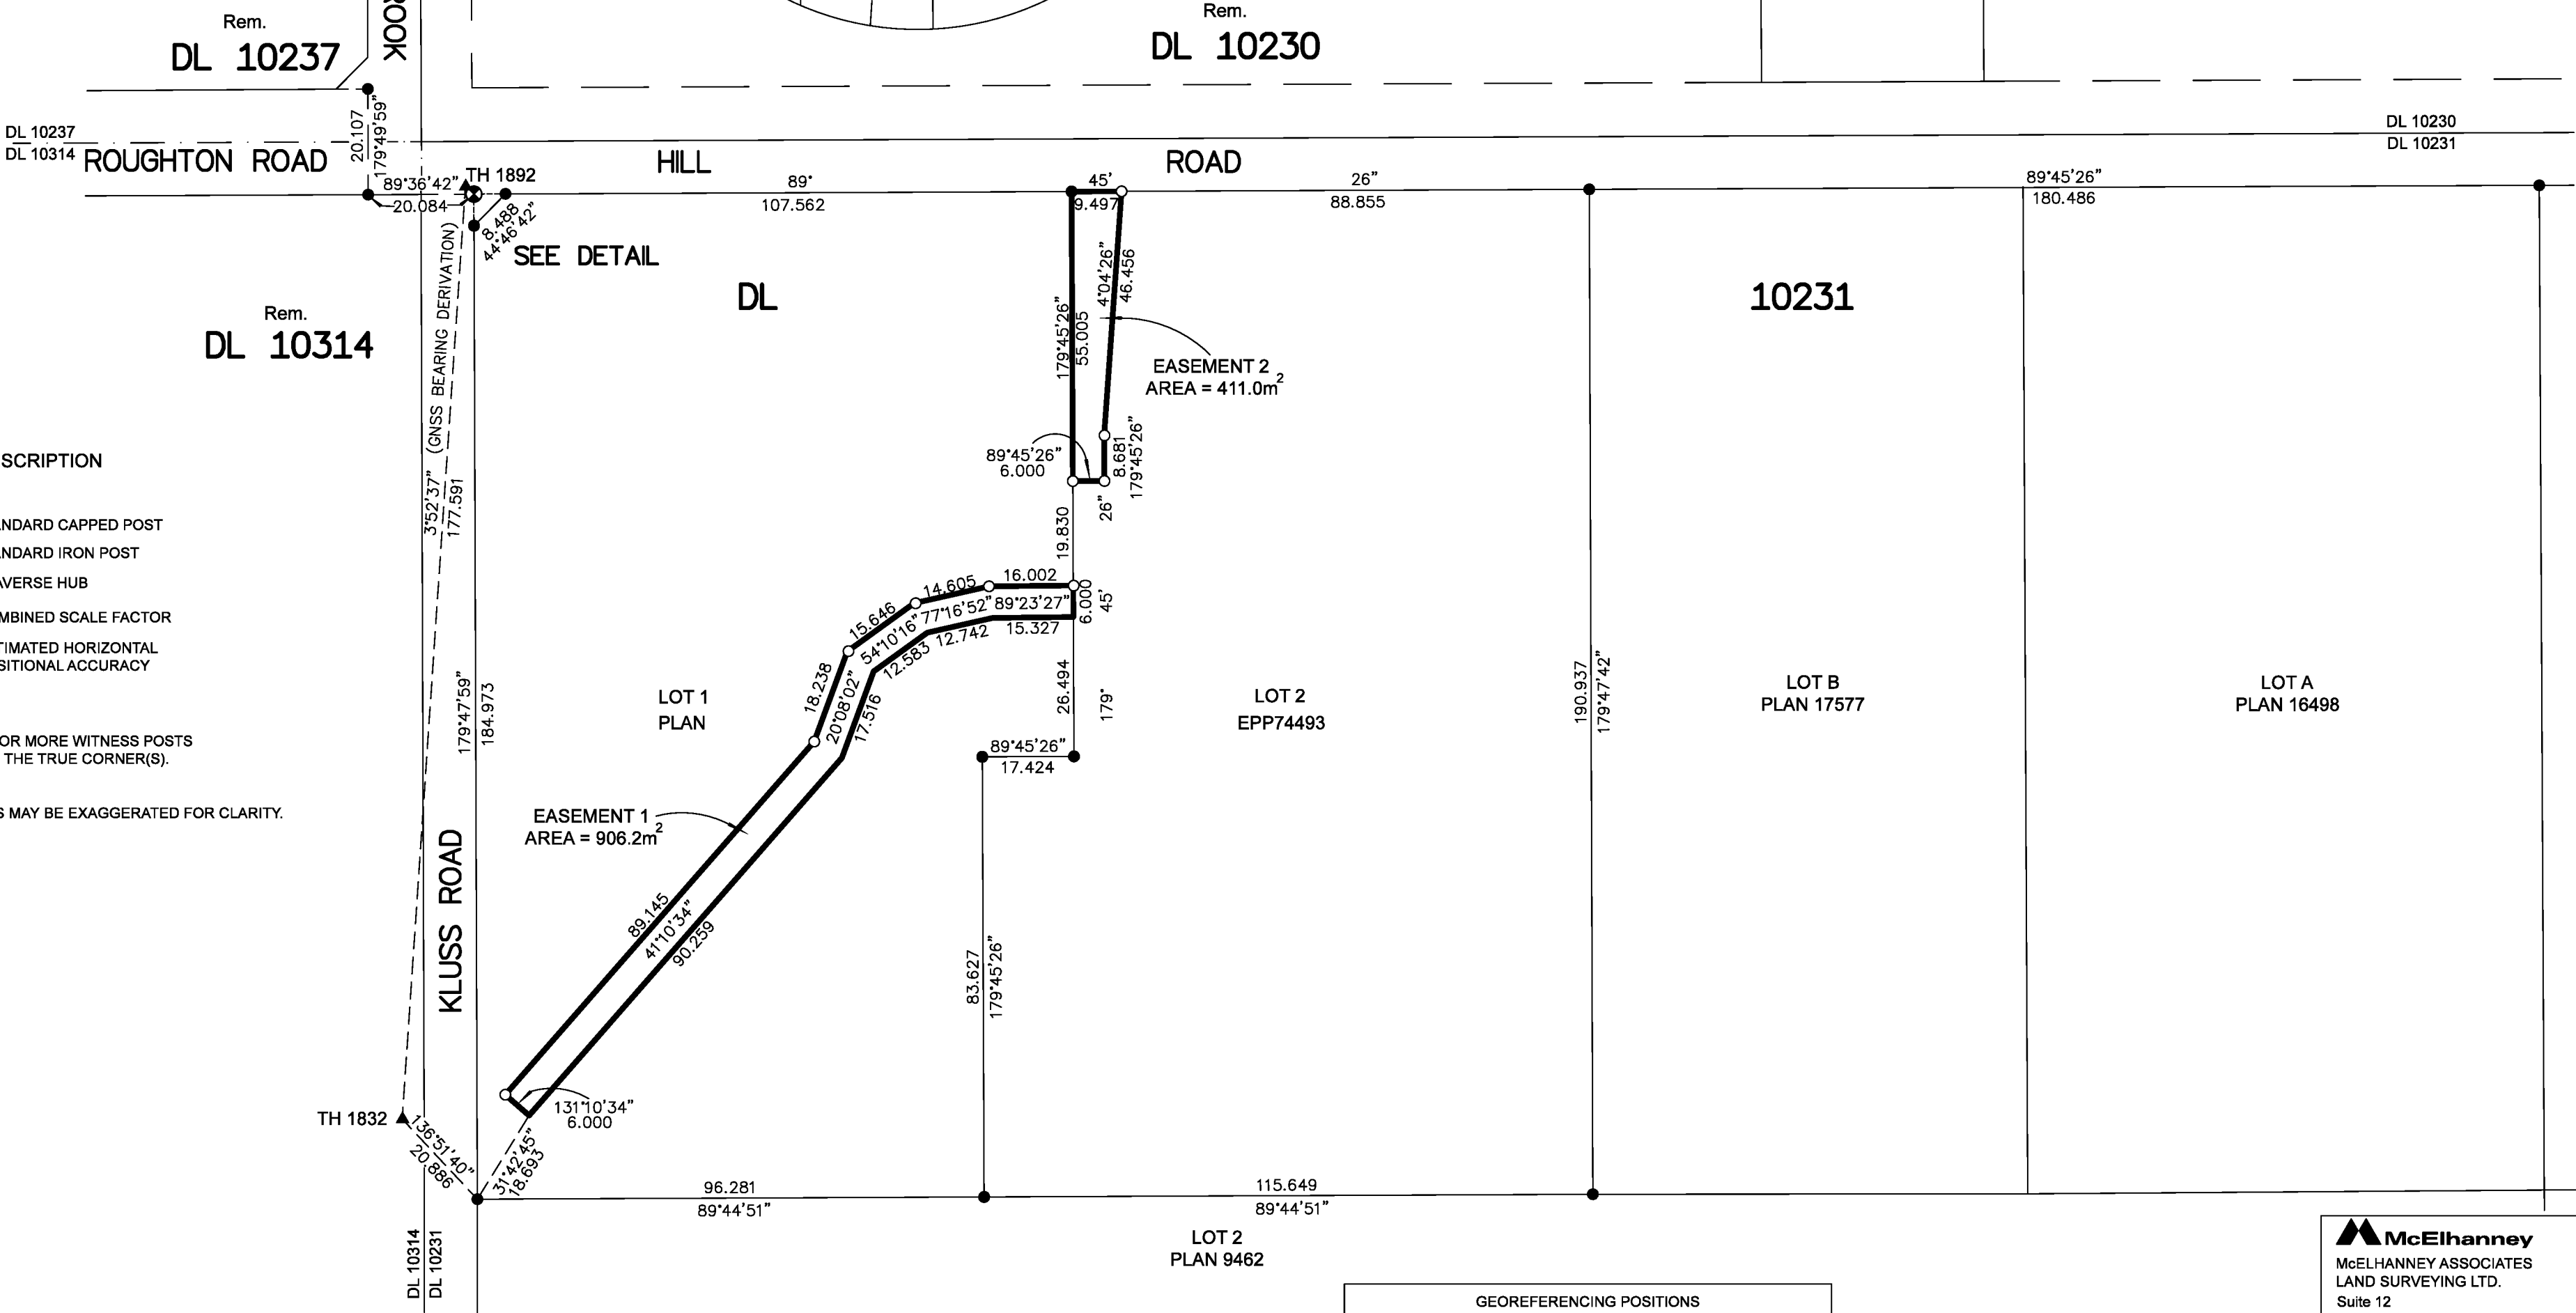 Rem.
DL 10237
ROOK
Rem.
DL 10230
DL 10237
DL 10314
ROUGHTON ROAD
20.107
179°49'59"
HILL
ROAD
DL 10230
DL 10231
89°36'42"
20.084
TH 1892
8.488
44°46'42"
SEE DETAIL
89°
107.562
45'
9.497
26"
88.855
89°45'26"
180.486
Rem.
DL 10314
DL
10231
3°52'37" (GNSS BEARING DERIVATION)
177.591
179°45'26"
55.005
4°04'26"
46.456
EASEMENT 2
AREA = 411.0m2
89°45'26"
6.000
8.681
179°45'26"
26"
19.830
SCRIPTION
ANDARD CAPPED POST
ANDARD IRON POST
AVERSE HUB
MBINED SCALE FACTOR
TIMATED HORIZONTAL
SITIONAL ACCURACY
OR MORE WITNESS POSTS
THE TRUE CORNER(S).
S MAY BE EXAGGERATED FOR CLARITY.
16.002
14.605
15.646
18.238
89°23'27"
77°16'52"
54°10'16"
20°08'02"
15.327
12.742
12.583
17.516
6.000
45'
26.494
179°
179°47'59"
184.973
LOT 1
PLAN
LOT 2
EPP74493
190.937
179°47'42"
LOT B
PLAN 17577
LOT A
PLAN 16498
89°45'26"
17.424
EASEMENT 1
AREA = 906.2m2
89.145
41°10'34"
90.259
83.627
179°45'26"
KLUSS ROAD
131°10'34"
6.000
TH 1832
136°51'40"
20.886
31°42'45"
18.693
96.281
89°44'51"
115.649
89°44'51"
DL 10314
DL 10231
LOT 2
PLAN 9462
GEOREFERENCING POSITIONS
McElhanney
McELHANNEY ASSOCIATES
LAND SURVEYING LTD.
Suite 12